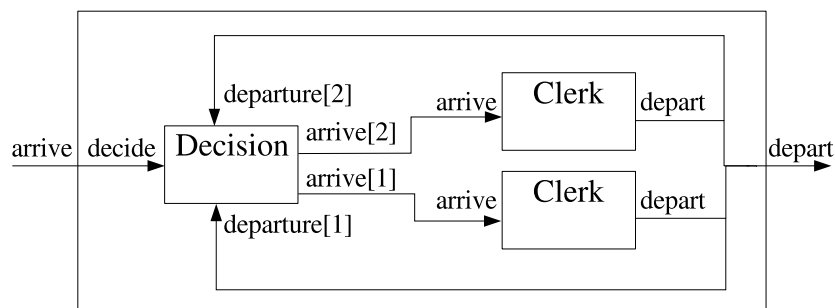 Clerk
departure[2]
arrive
depart
arrive[2]
arrive
decide
Decision
depart
arrive[1]
Clerk
arrive
depart
departure[1]